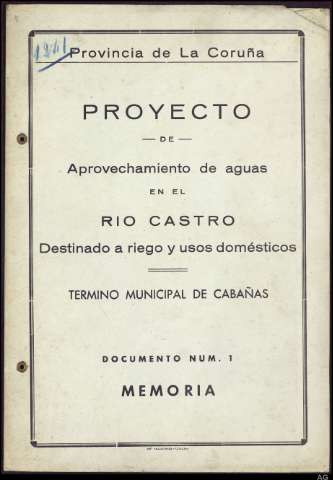 Provincia de La Coruña
PROYECTO
— DE —
Aprovechamiento de aguas
EN EL
RIO CASTRO
Destinado a riego y usos domésticos
TERMINO MUNICIPAL DE CABAÑAS
DOCUMENTO NUM. 1
MEMORIA
AG